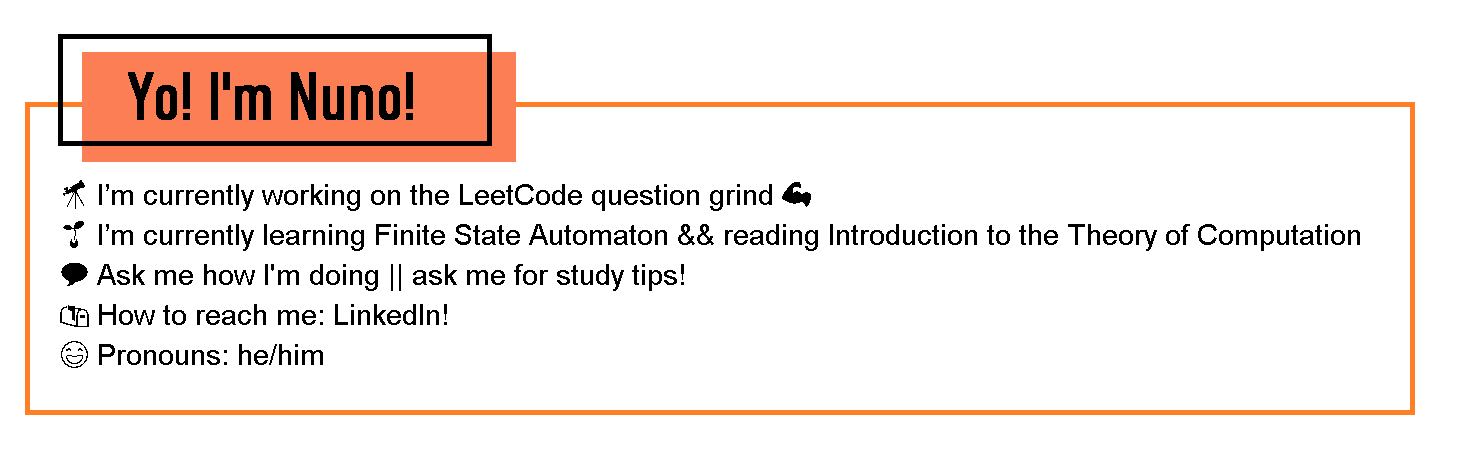 Yo! I'm Nuno!
🔭 I’m currently working on the LeetCode question grind 💪
🌱 I’m currently learning Finite State Automaton && reading Introduction to the Theory of Computation
💬 Ask me how I'm doing || ask me for study tips!
📫 How to reach me: LinkedIn!
😄 Pronouns: he/him